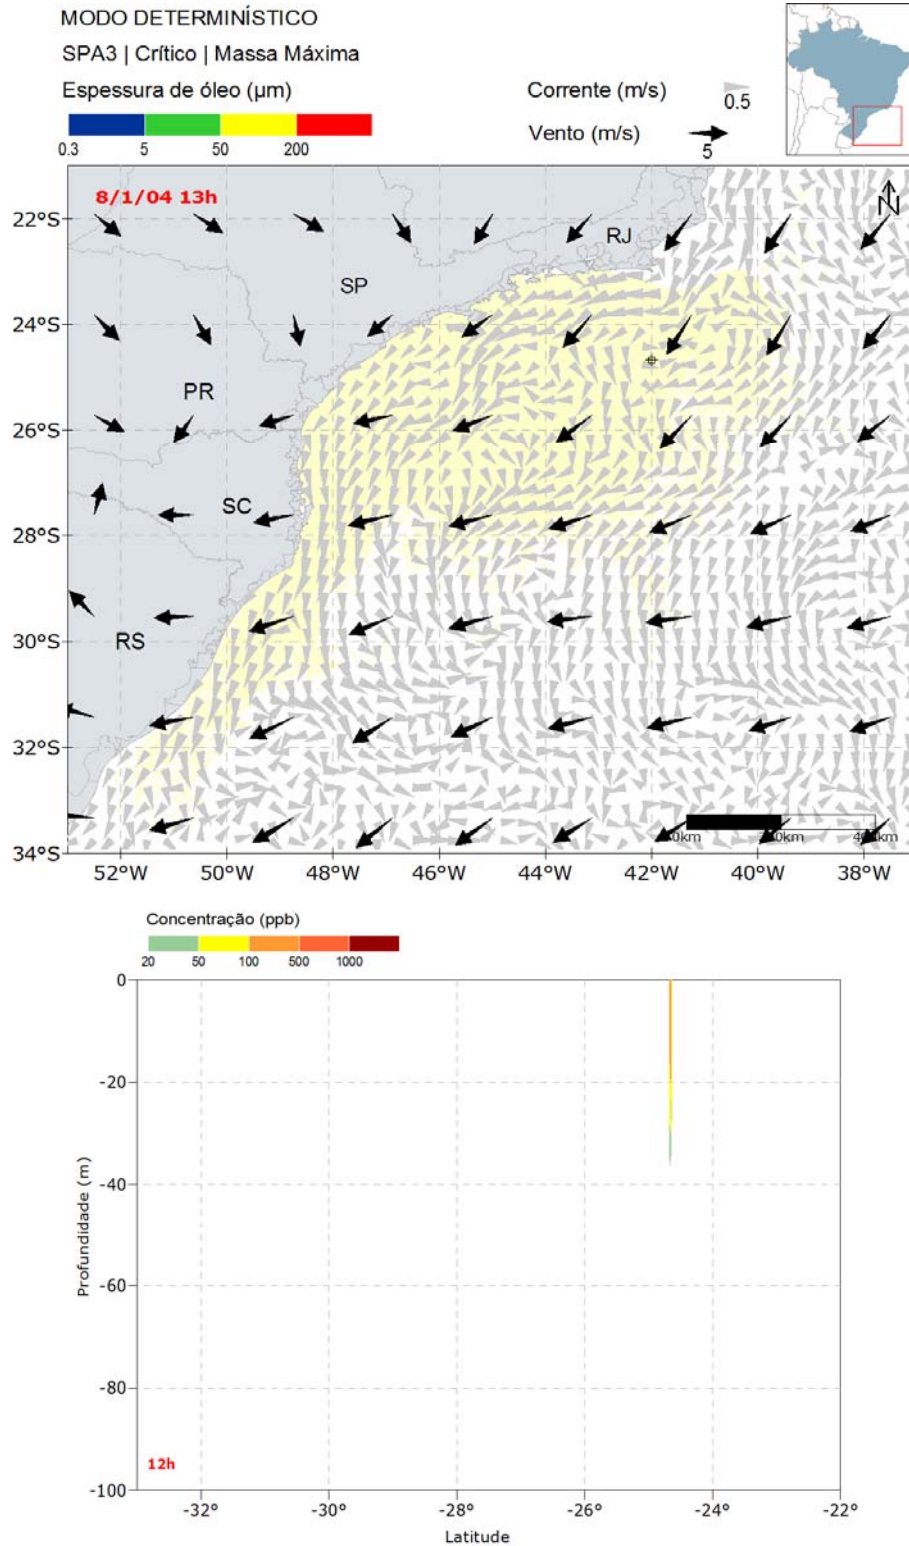 MODO DETERMINÍSTICO
SPA3 | Crítico | Massa Máxima
Espessura de óleo (µm)
0.3 5 50 200
Corrente (m/s)
0.5
Vento (m/s)
5
8/1/04 13h
N
22°S
24°S
26°S
28°S
30°S
32°S
34°S
RJ
SP
PR
SC
RS
52°W 50°W 48°W 46°W 44°W 42°W 40°W 38°W
Concentração (ppb)
20 50 100 500 1000
0
-20
-40
-60
-80
-100
Profundidade (m)
12h
-32° -30° -28° -26° -24° -22°
Latitude